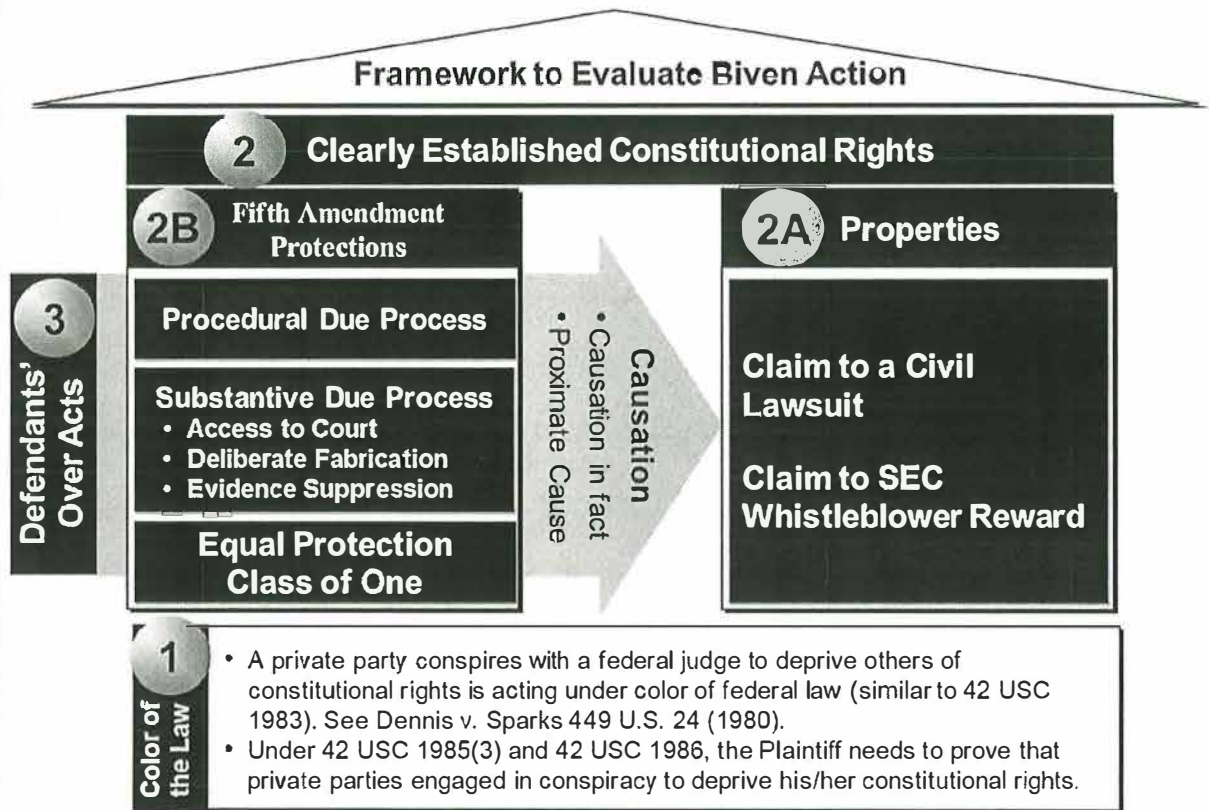 Framework to Evaluate Biven Action
2 Clearly Established Constitutional Rights
2B Fifth Amendment
Protections
Procedural Due Process
Substantive Due Process
• Access to Court
• Deliberate Fabrication
• Evidence Suppression
Equal Protection
Class of One
3
Defendants'
Over Acts
Causation
• Causation in fact
• Proximate Cause
2A Properties
Claim to a Civil
Lawsuit
Claim to SEC
Whistleblower Reward
1
Color of
the Law
• A private party conspires with a federal judge to deprive others of
constitutional rights is acting under color of federal law (similar to 42 USC
1983). See Dennis v. Sparks 449 U.S. 24 (1980).
• Under 42 USC 1985(3) and 42 USC 1986, the Plaintiff needs to prove that
private parties engaged in conspiracy to deprive his/her constitutional rights.